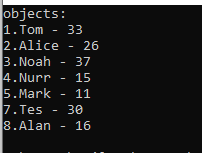 objects:
1.Tom - 33
2.Alice - 26
3.Noah - 37
4.Nurr - 15
5.Mark - 11
7.Tes - 30
8.Alan - 16